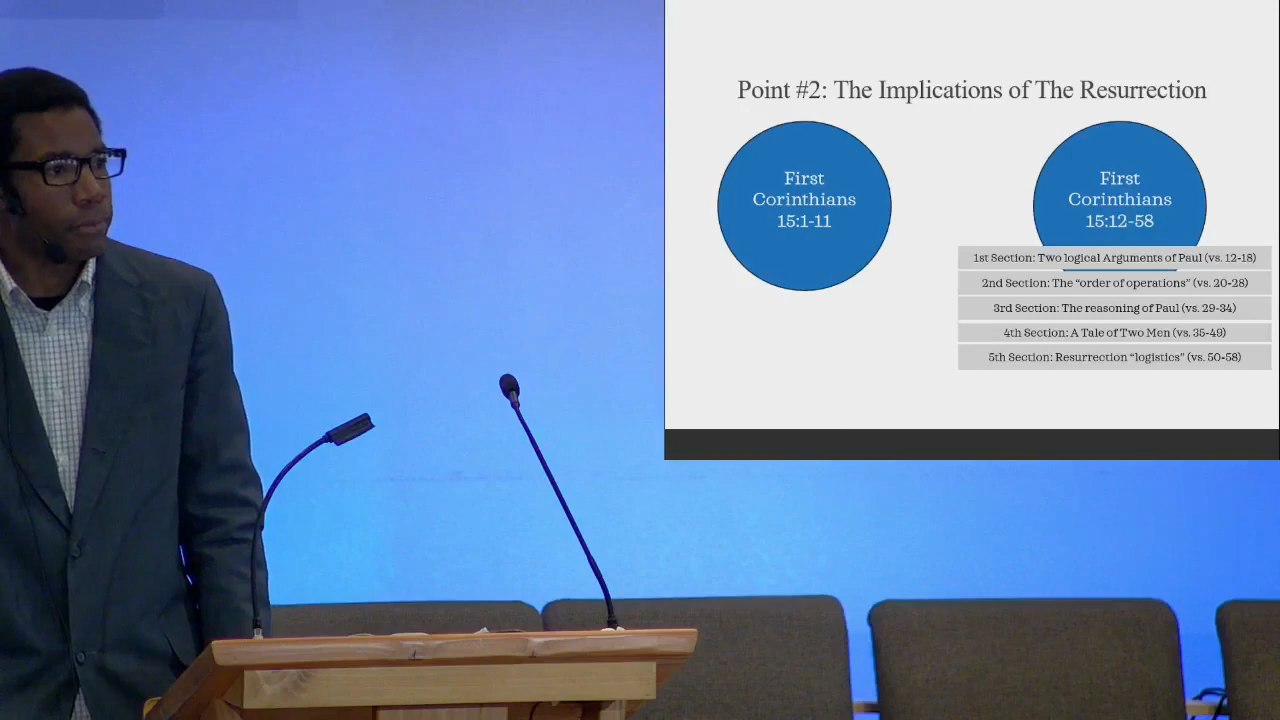 Point #2: The Implications of The Resurrection
First
Corinthians
15:1-11
First
Corinthians
15:12-58
1st Section: Two logical Arguments of Paul (vs. 12-18)
2nd Section: The “order of operations” (vs. 20-28)
3rd Section: The reasoning of Paul (vs. 29-34)
4th Section: A Tale of Two Men (vs. 35-49)
5th Section: Resurrection “logistics” (vs. 50-58)